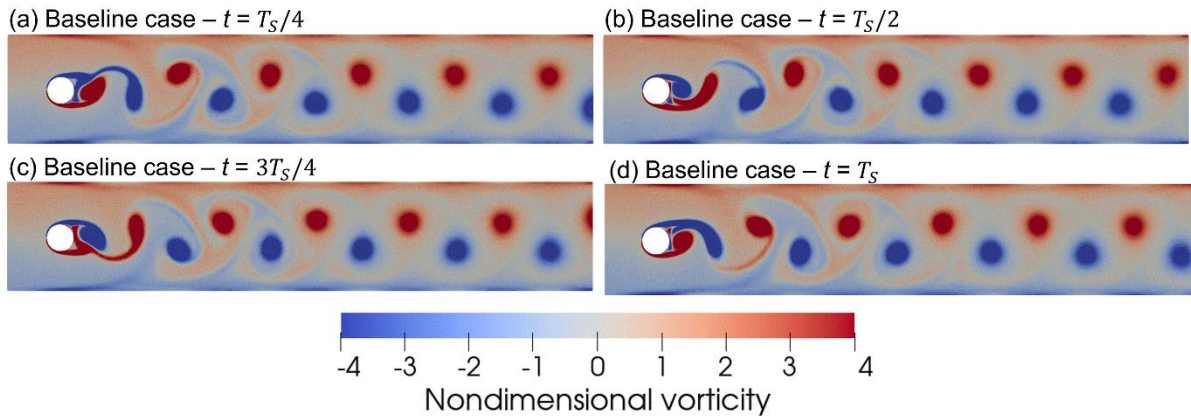 (a) Baseline case – t = T_S/4
(b) Baseline case – t = T_S/2
(c) Baseline case – t = 3T_S/4
(d) Baseline case – t = T_S
-4 -3 -2 -1 0 1 2 3 4
Nondimensional vorticity